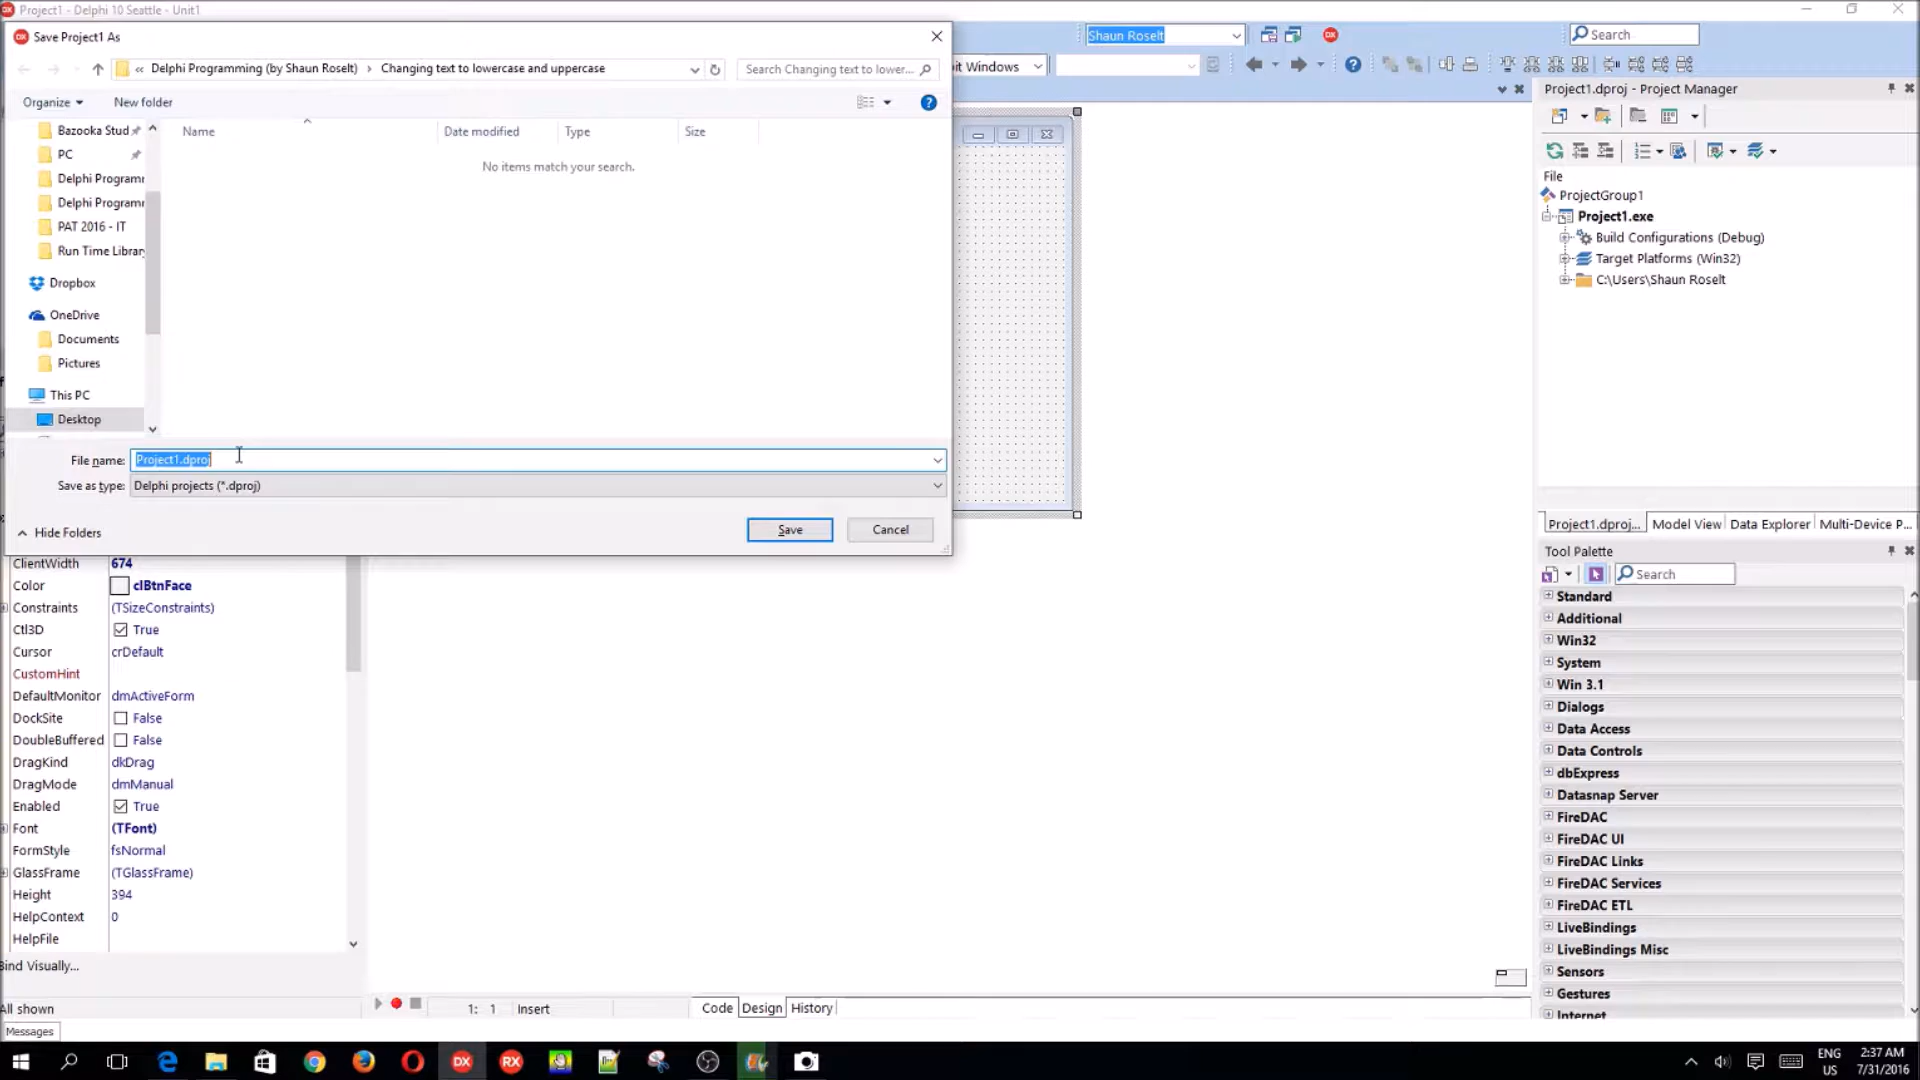 Project1 - Delphi 10 Seattle - Unit1
Save Project1 As
« Delphi Programming (by Shaun Roselt) › Changing text to lowercase and uppercase
Search Changing text to lower...
Organize
New folder
Name
Date modified
Type
Size
No items match your search.
Bazooka Stud
PC
Delphi Programm
Delphi Programm
PAT 2016 - IT
Run Time Library
Dropbox
OneDrive
Documents
Pictures
This PC
Desktop
File name: Project1.dproj
Save as type: Delphi projects (*.dproj)
Hide Folders
Save
Cancel
Shaun Roselt
Search
bit Windows
Project1.dproj - Project Manager
File
ProjectGroup1
Project1.exe
Build Configurations (Debug)
Target Platforms (Win32)
C:\Users\Shaun Roselt
Project1.dproj...
Model View
Data Explorer
Multi-Device P...
Tool Palette
Search
Standard
Additional
Win32
System
Win 3.1
Dialogs
Data Access
Data Controls
dbExpress
Datasnap Server
FireDAC
FireDAC UI
FireDAC Links
FireDAC Services
FireDAC ETL
LiveBindings
LiveBindings Misc
Sensors
Gestures
Internet
ClientWidth 674
Color clBtnFace
Constraints (TSizeConstraints)
Ctl3D True
Cursor crDefault
CustomHint
DefaultMonitor dmActiveForm
DockSite False
DoubleBuffered False
DragKind dkDrag
DragMode dmManual
Enabled True
Font (TFont)
FormStyle fsNormal
GlassFrame (TGlassFrame)
Height 394
HelpContext 0
HelpFile
Bind Visually...
All shown
1: 1
Insert
Code
Design
History
Messages
DX
RX
ENG
US
2:37 AM
7/31/2016